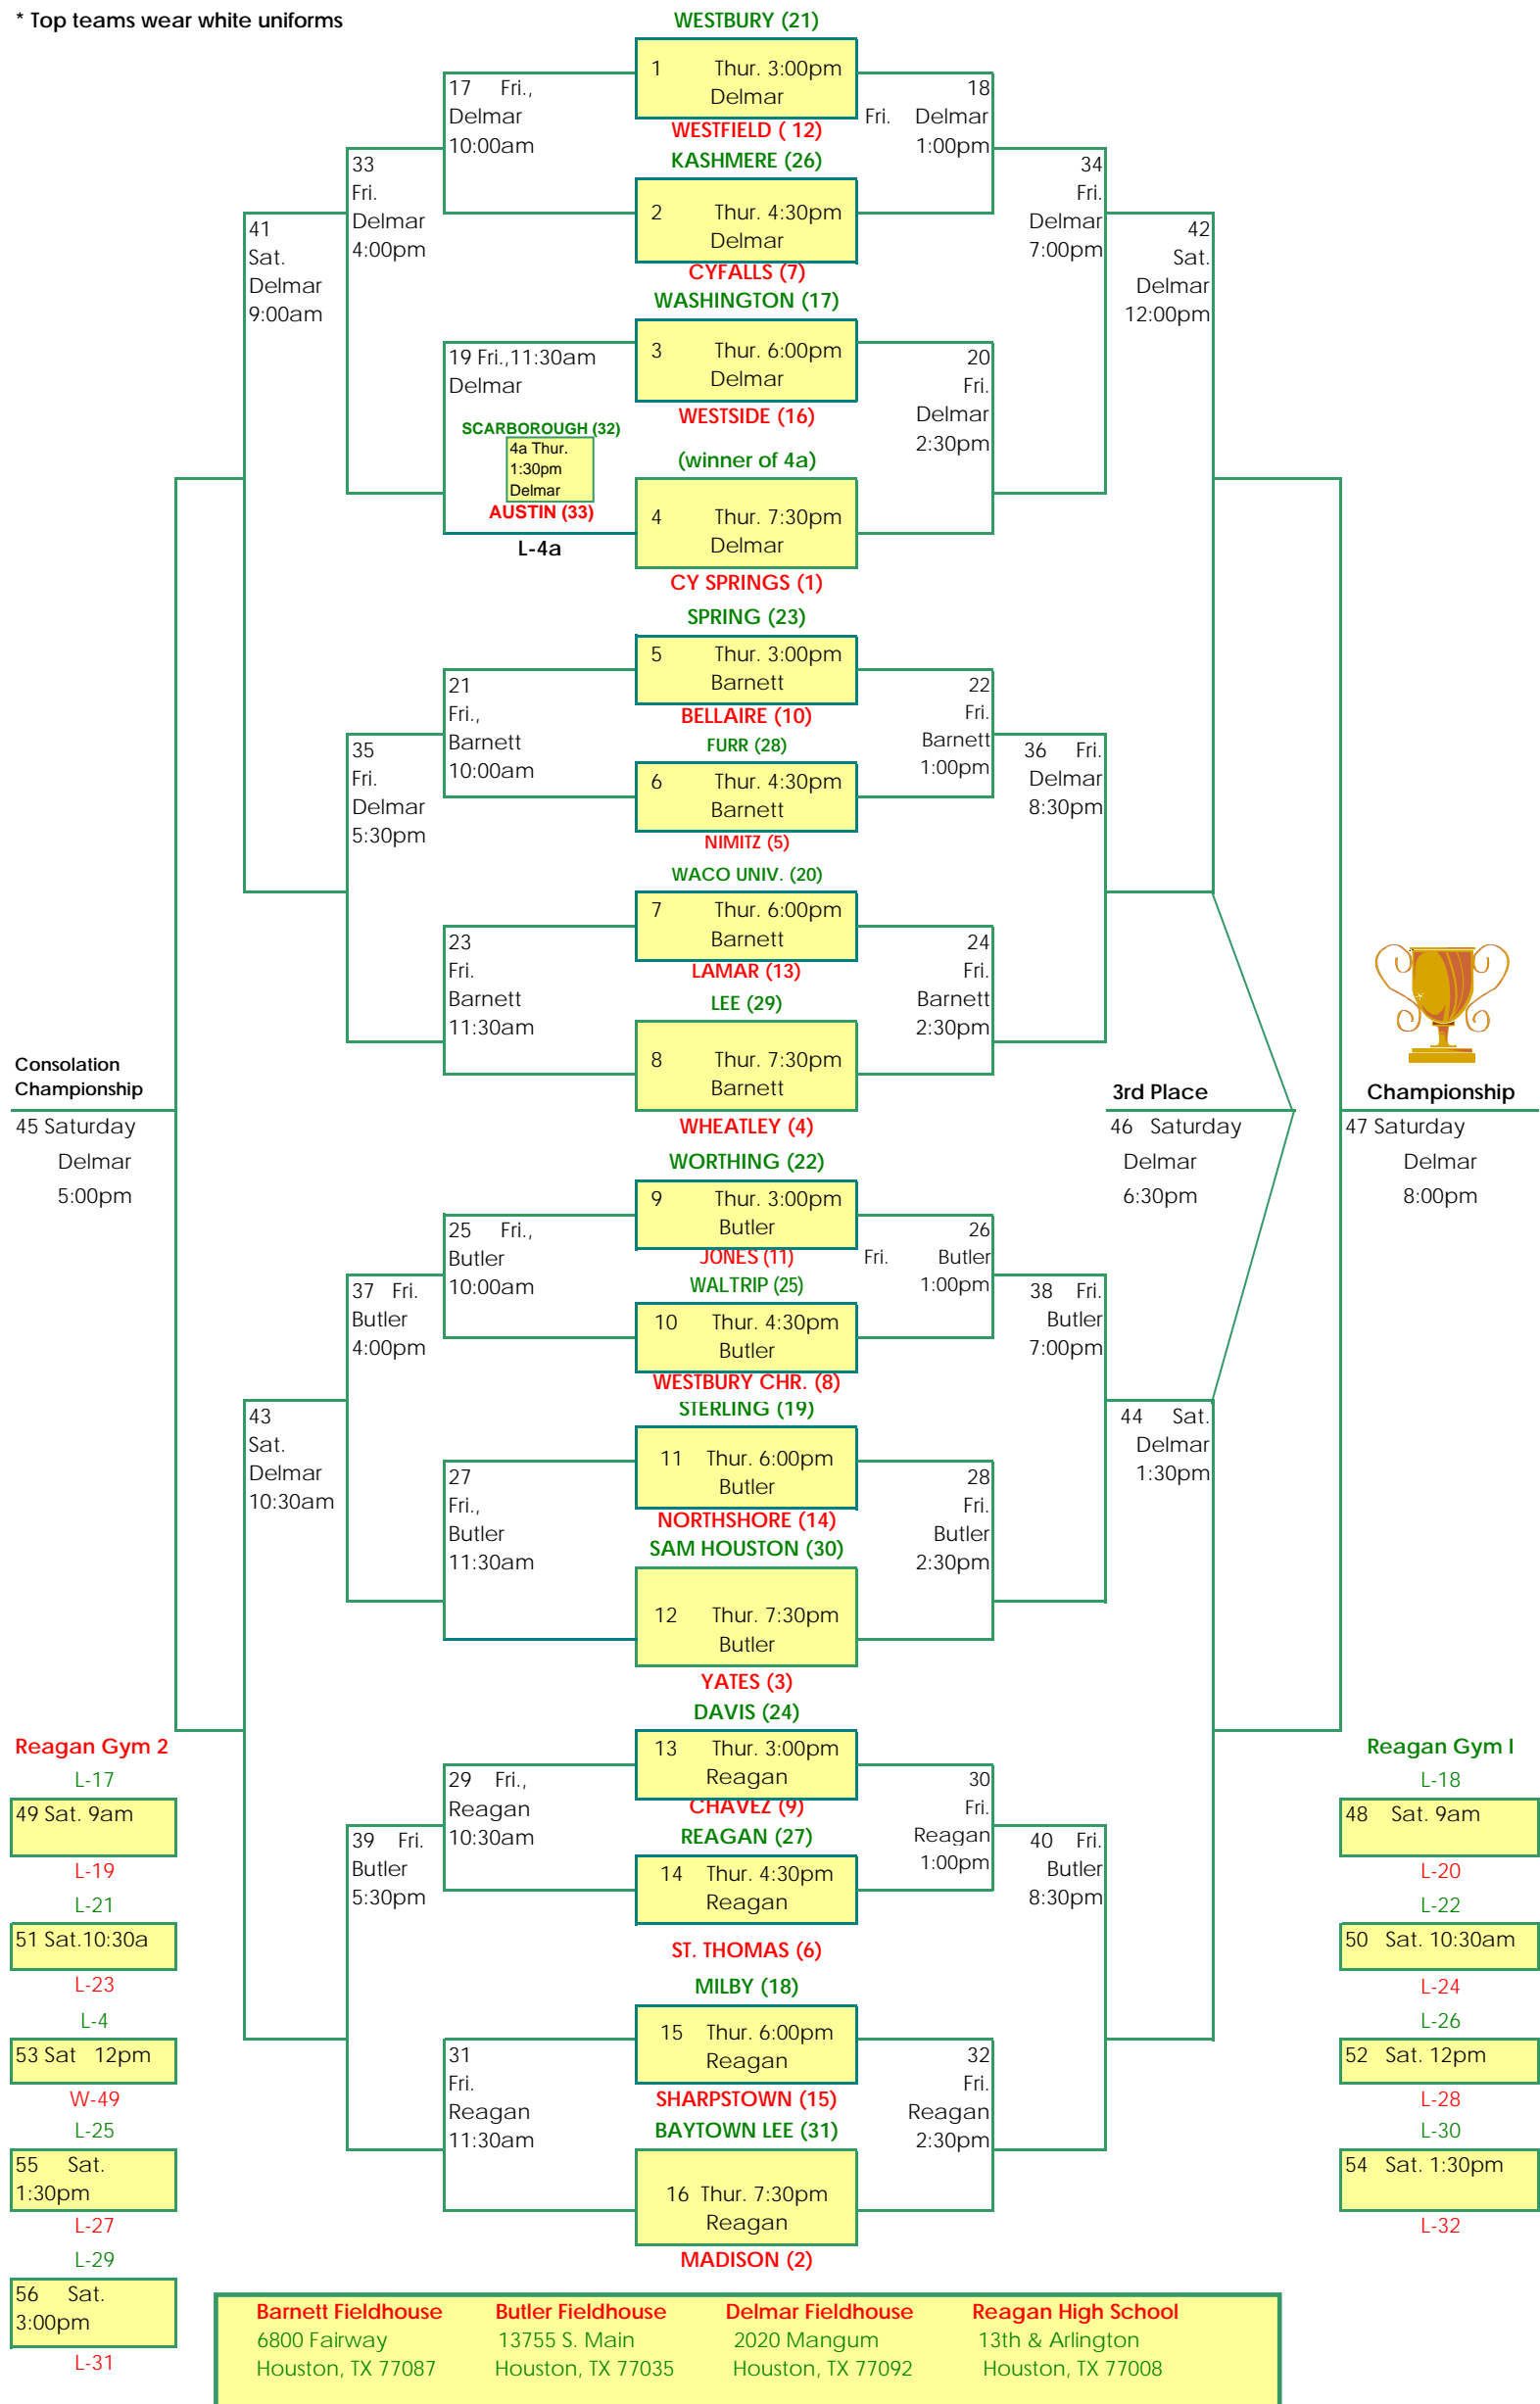 * Top teams wear white uniforms
WESTBURY (21)
1 Thur. 3:00pm
Delmar
WESTFIELD ( 12)
17 Fri.,
Delmar
10:00am
18
Fri. Delmar
1:00pm
KASHMERE (26)
2 Thur. 4:30pm
Delmar
CYFALLS (7)
33
Fri.
Delmar
4:00pm
34
Fri.
Delmar
7:00pm
41
Sat.
Delmar
9:00am
42
Sat.
Delmar
12:00pm
WASHINGTON (17)
3 Thur. 6:00pm
Delmar
WESTSIDE (16)
19 Fri.,11:30am
Delmar
20
Fri.
Delmar
2:30pm
SCARBOROUGH (32)
4a Thur.
1:30pm
Delmar
AUSTIN (33)
L-4a
(winner of 4a)
4 Thur. 7:30pm
Delmar
CY SPRINGS (1)
SPRING (23)
5 Thur. 3:00pm
Barnett
BELLAIRE (10)
21
Fri.,
Barnett
10:00am
22
Fri.
Barnett
1:00pm
FURR (28)
6 Thur. 4:30pm
Barnett
NIMITZ (5)
35
Fri.
Delmar
5:30pm
36 Fri.
Delmar
8:30pm
WACO UNIV. (20)
7 Thur. 6:00pm
Barnett
LAMAR (13)
23
Fri.
Barnett
11:30am
24
Fri.
Barnett
2:30pm
LEE (29)
8 Thur. 7:30pm
Barnett
WHEATLEY (4)
Consolation
Championship
45 Saturday
Delmar
5:00pm
3rd Place
46 Saturday
Delmar
6:30pm
Championship
47 Saturday
Delmar
8:00pm
WORTHING (22)
9 Thur. 3:00pm
Butler
JONES (11)
25 Fri.,
Butler
10:00am
26
Fri. Butler
1:00pm
WALTRIP (25)
10 Thur. 4:30pm
Butler
WESTBURY CHR. (8)
37 Fri.
Butler
4:00pm
38 Fri.
Butler
7:00pm
43
Sat.
Delmar
10:30am
44 Sat.
Delmar
1:30pm
STERLING (19)
11 Thur. 6:00pm
Butler
NORTHSHORE (14)
27
Fri.,
Butler
11:30am
28
Fri.
Butler
2:30pm
SAM HOUSTON (30)
12 Thur. 7:30pm
Butler
YATES (3)
DAVIS (24)
13 Thur. 3:00pm
Reagan
CHAVEZ (9)
29 Fri.,
Reagan
10:30am
30
Fri.
Reagan
1:00pm
REAGAN (27)
14 Thur. 4:30pm
Reagan
ST. THOMAS (6)
39 Fri.
Butler
5:30pm
40 Fri.
Butler
8:30pm
MILBY (18)
15 Thur. 6:00pm
Reagan
SHARPSTOWN (15)
31
Fri.
Reagan
11:30am
32
Fri.
Reagan
2:30pm
BAYTOWN LEE (31)
16 Thur. 7:30pm
Reagan
MADISON (2)
Reagan Gym 2
L-17
49 Sat. 9am
L-19
L-21
51 Sat.10:30a
L-23
L-4
53 Sat 12pm
W-49
L-25
55 Sat.
1:30pm
L-27
L-29
56 Sat.
3:00pm
L-31
Reagan Gym I
L-18
48 Sat. 9am
L-20
L-22
50 Sat. 10:30am
L-24
L-26
52 Sat. 12pm
L-28
L-30
54 Sat. 1:30pm
L-32
Barnett Fieldhouse Butler Fieldhouse Delmar Fieldhouse Reagan High School
6800 Fairway 13755 S. Main 2020 Mangum 13th & Arlington
Houston, TX 77087 Houston, TX 77035 Houston, TX 77092 Houston, TX 77008